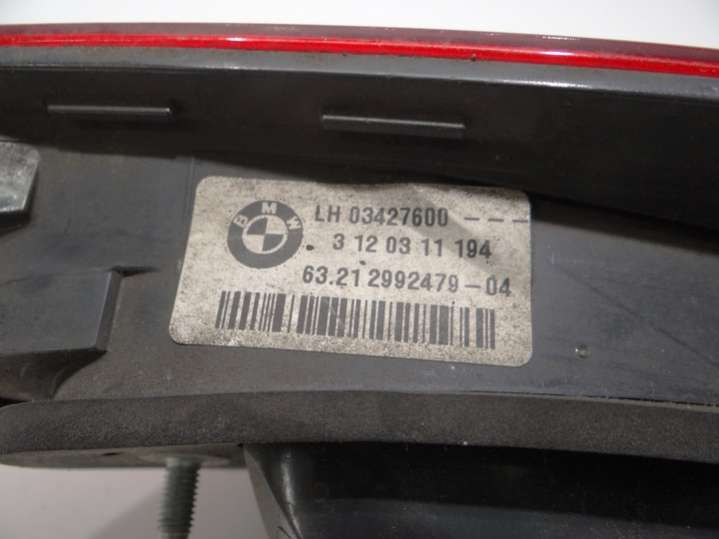 BMW
LH 03427600 ---
. 3 12 03 11 194
63.21 2992479-04